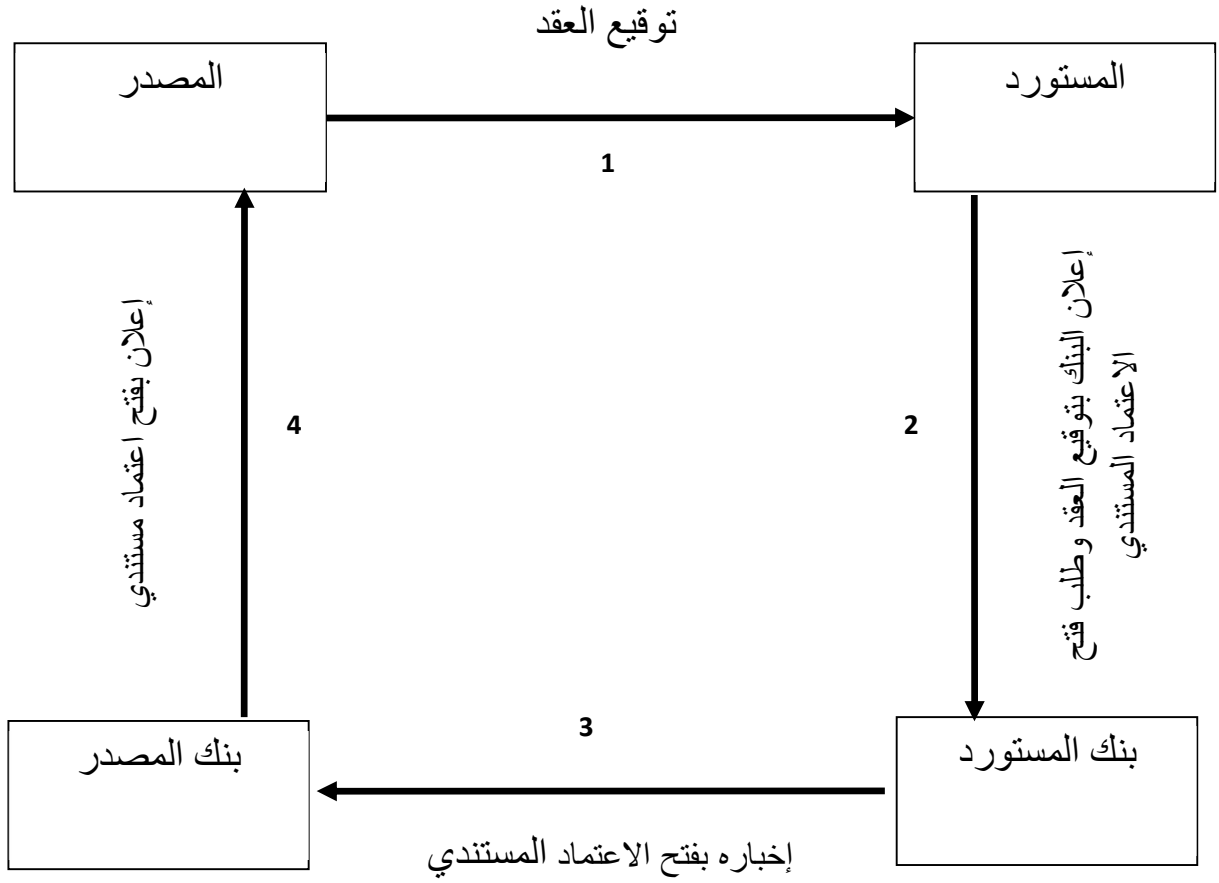 توقيع العقد
المستورد
المصدر
1
إعلان البنك بتوقيع العقد وطلب فتح
الاعتماد المستندي
2
4
إعلان بفتح اعتماد مستندي
3
بنك المستورد
بنك المصدر
إخباره بفتح الاعتماد المستندي